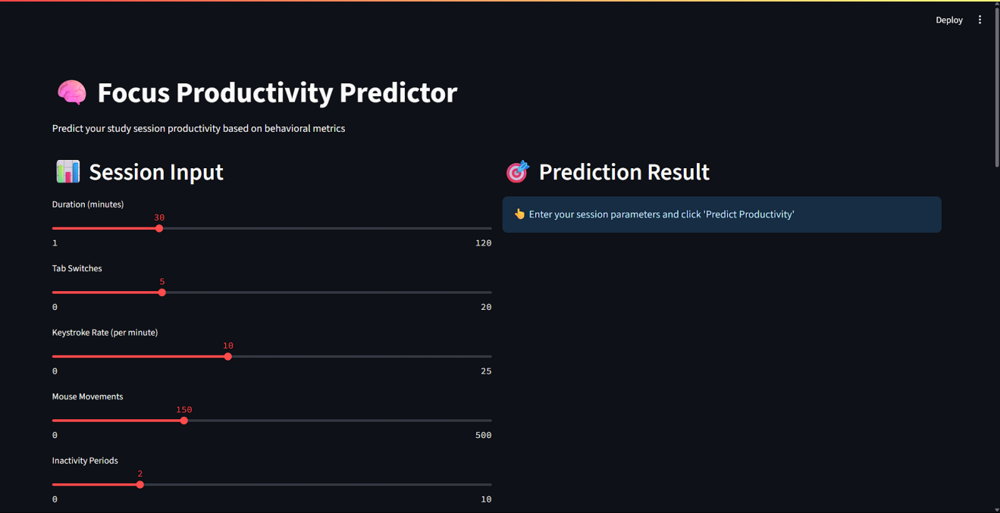 Deploy
🧠 Focus Productivity Predictor
Predict your study session productivity based on behavioral metrics
📊 Session Input
Duration (minutes)
30
1 120
Tab Switches
5
0 20
Keystroke Rate (per minute)
10
0 25
Mouse Movements
150
0 500
Inactivity Periods
2
0 10
🎯 Prediction Result
👆 Enter your session parameters and click 'Predict Productivity'